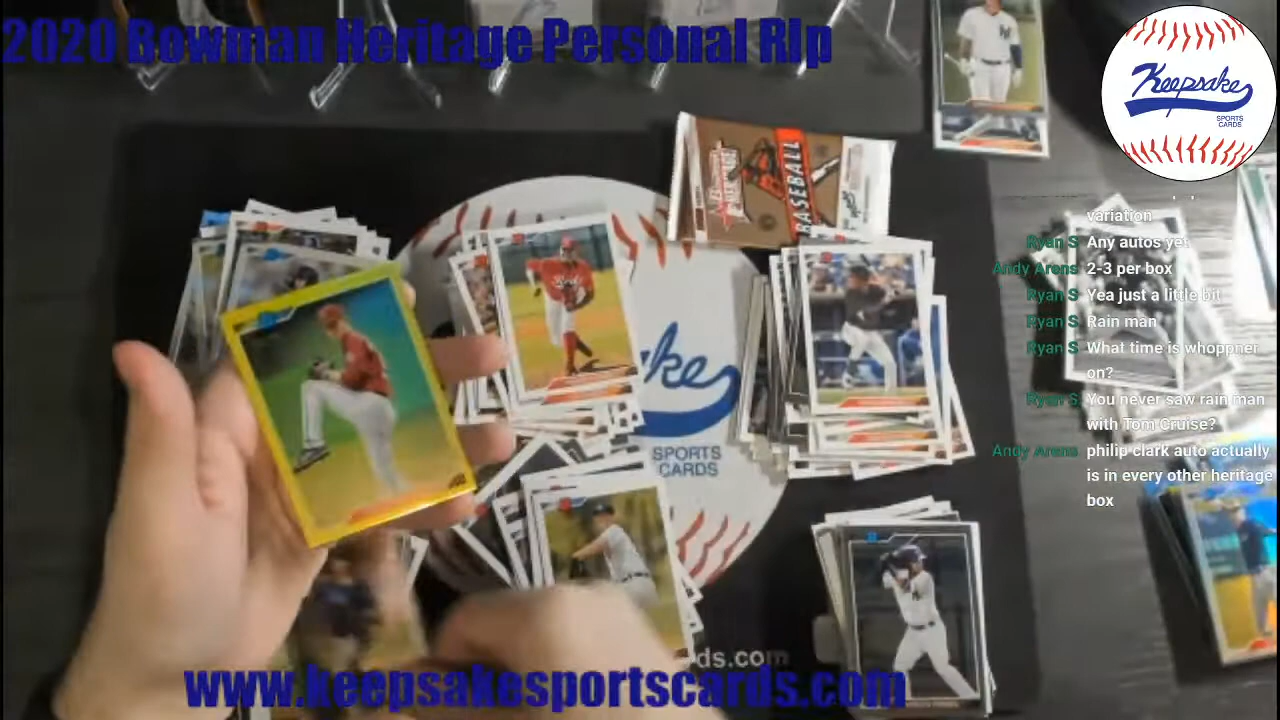 2020 Bowman Heritage Personal Rip
Keepsake
SPORTS
CARDS
HERITAGE
BASEBALL
variation
Ryan S Any autos yet
Andy Arens 2-3 per box
Ryan S Yea just a little bit
Ryan S Rain man
Ryan S What time is whoppner
on?
Ryan S You never saw rain man
with Tom Cruise?
Andy Arens philip clark auto actually
is in every other heritage
box
ke
SPORTS
CARDS
ds.com
www.keepsakesportscards.com